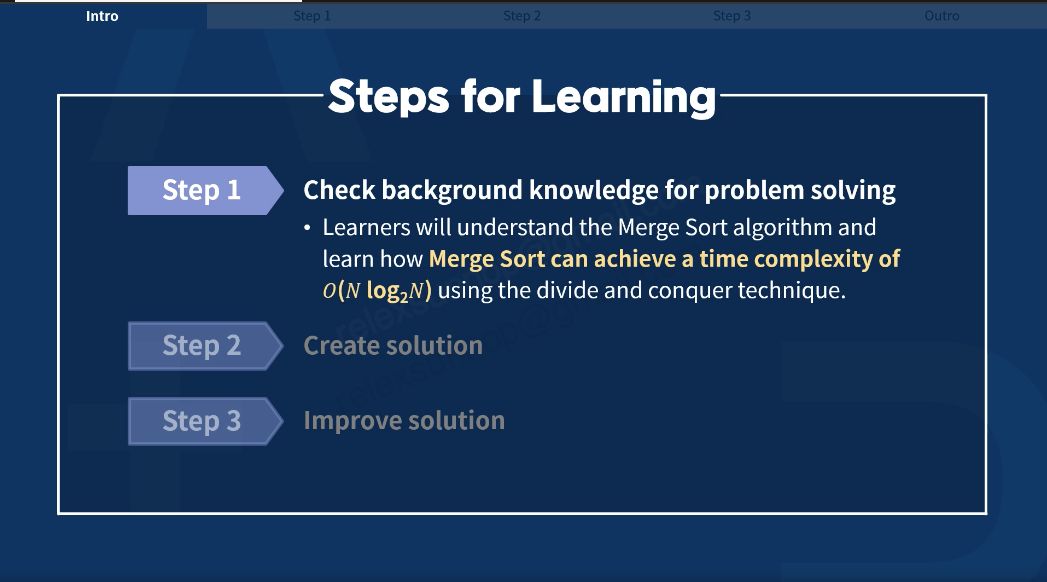 Intro
Step 1
Step 2
Step 3
Outro
Steps for Learning
Step 1
Check background knowledge for problem solving
• Learners will understand the Merge Sort algorithm and
learn how Merge Sort can achieve a time complexity of
O(N log₂N) using the divide and conquer technique.
Step 2
Create solution
Step 3
Improve solution